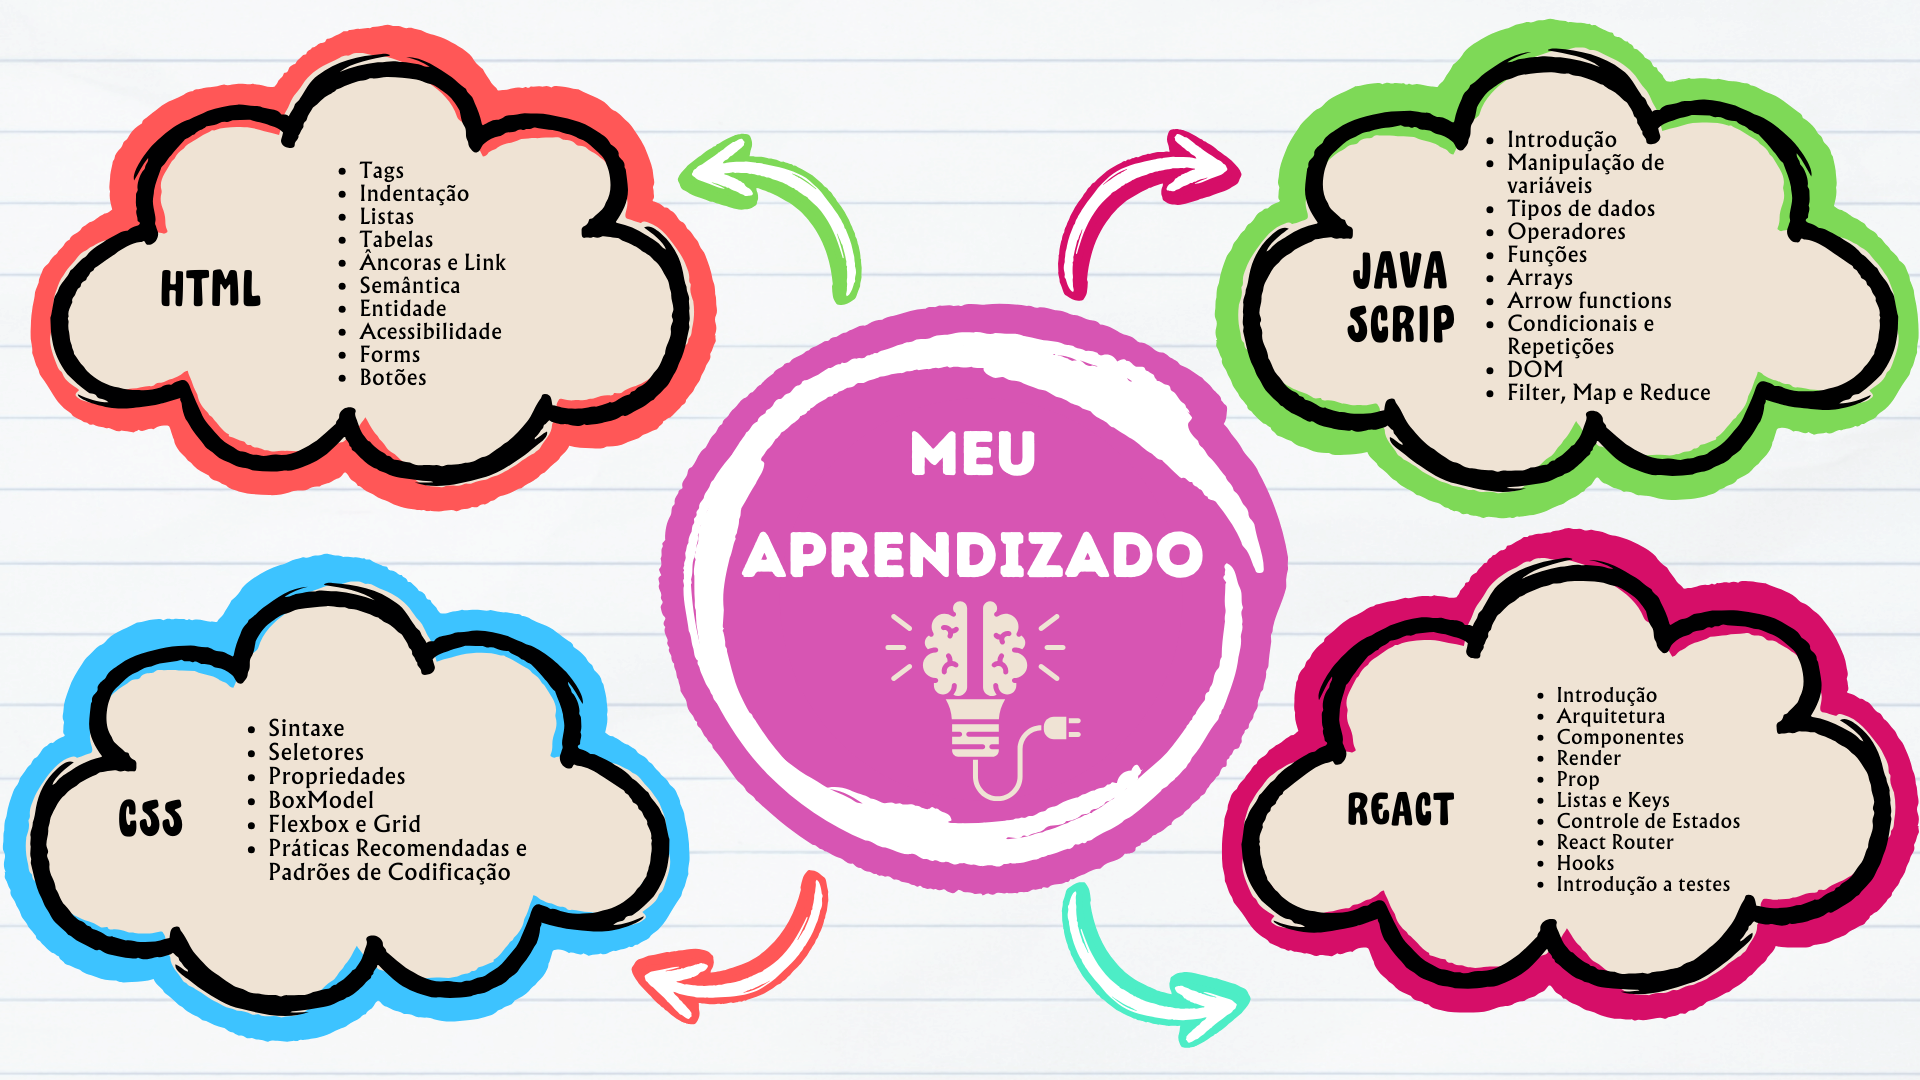 MEU
APRENDIZADO
HTML
• Tags
• Indentação
• Listas
• Tabelas
• Âncoras e Link
• Semântica
• Entidade
• Acessibilidade
• Forms
• Botões
JAVA
SCRIP
• Introdução
• Manipulação de
variáveis
• Tipos de dados
• Operadores
• Funções
• Arrays
• Arrow functions
• Condicionais e
Repetições
• DOM
• Filter, Map e Reduce
CSS
• Sintaxe
• Seletores
• Propriedades
• BoxModel
• Flexbox e Grid
• Práticas Recomendadas e
Padrões de Codificação
REACT
• Introdução
• Arquitetura
• Componentes
• Render
• Prop
• Listas e Keys
• Controle de Estados
• React Router
• Hooks
• Introdução a testes